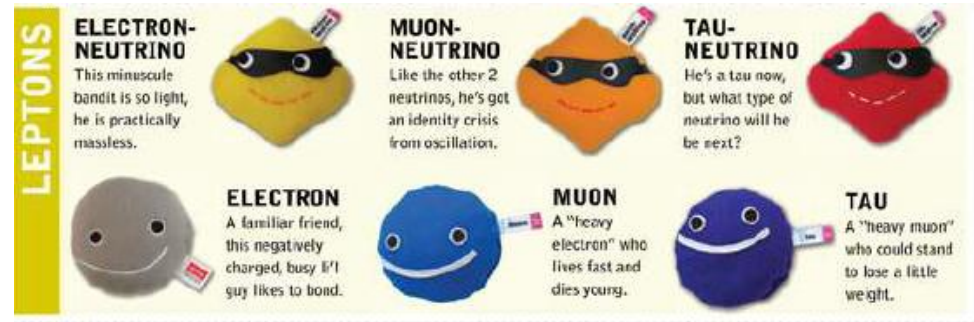 LEPTONS
ELECTRON-
NEUTRINO
This minuscule
bandit is so light,
he is practically
massless.
MUON-
NEUTRINO
Like the other 2
neutrinos, he's got
an identity crisis
from oscillation.
TAU-
NEUTRINO
He's a tau now,
but what type of
neutrino will he
be next?
ELECTRON
A familiar friend,
this negatively
charged, busy li'l
guy likes to bond.
MUON
A "heavy
electron" who
lives fast and
dies young.
TAU
A "heavy muon"
who could stand
to lose a little
weight.